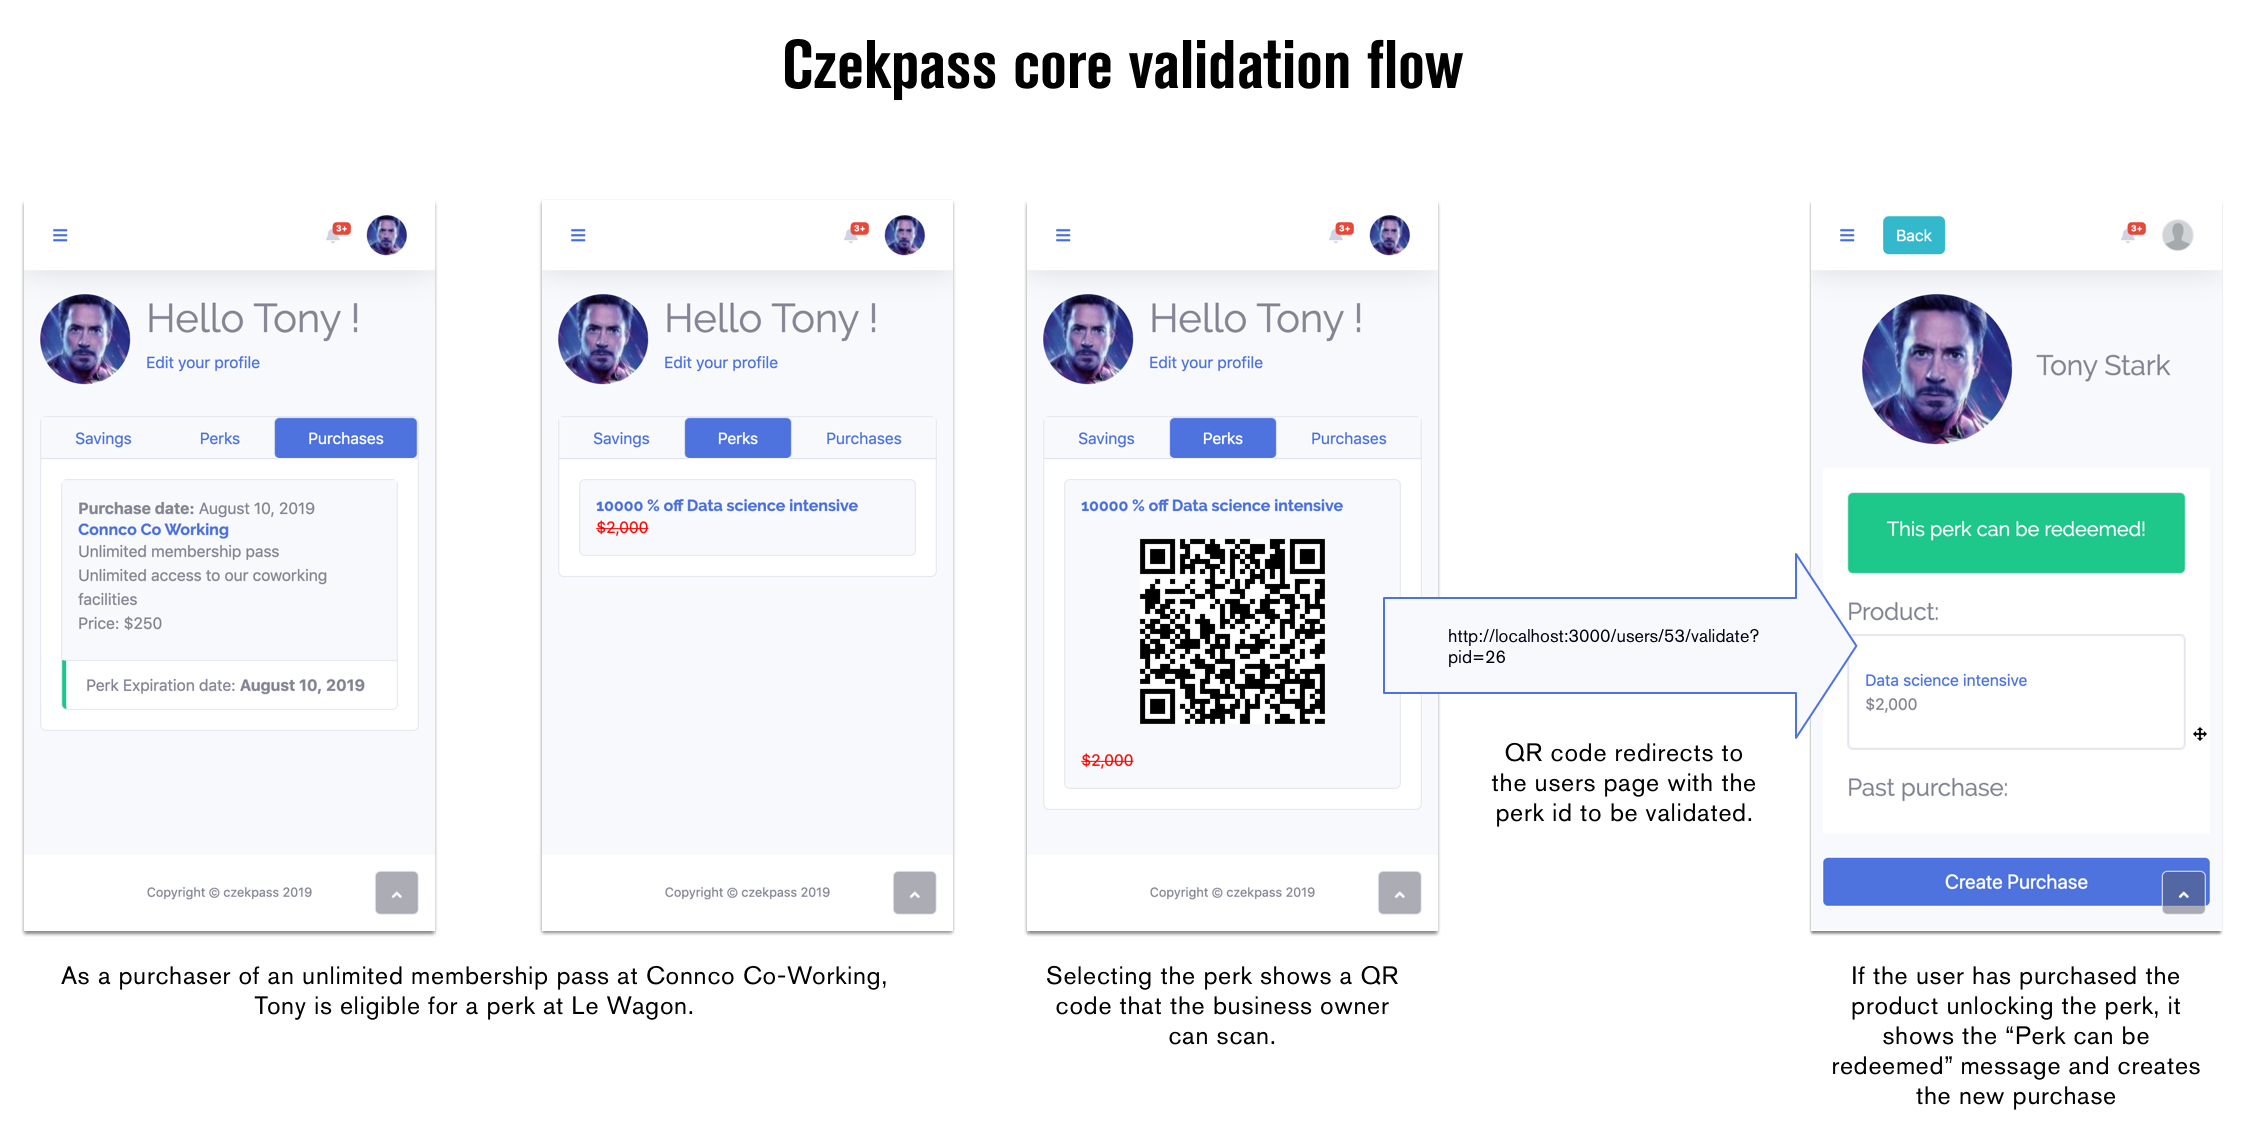 Czekpass core validation flow
3+
Hello Tony !
Edit your profile
Savings
Perks
Purchases
Purchase date: August 10, 2019
Connco Co Working
Unlimited membership pass
Unlimited access to our coworking
facilities
Price: $250
Perk Expiration date: August 10, 2019
Copyright © czekpass 2019
3+
Hello Tony !
Edit your profile
Savings
Perks
Purchases
10000 % off Data science intensive
$2,000
Copyright © czekpass 2019
As a purchaser of an unlimited membership pass at Connco Co-Working,
Tony is eligible for a perk at Le Wagon.
3+
Hello Tony !
Edit your profile
Savings
Perks
Purchases
10000 % off Data science intensive
$2,000
Copyright © czekpass 2019
Selecting the perk shows a QR
code that the business owner
can scan.
http://localhost:3000/users/53/validate?
pid=26
QR code redirects to
the users page with the
perk id to be validated.
Back
3+
Tony Stark
This perk can be redeemed!
Product:
Data science intensive
$2,000
Past purchase:
Create Purchase
If the user has purchased the
product unlocking the perk, it
shows the “Perk can be
redeemed” message and creates
the new purchase